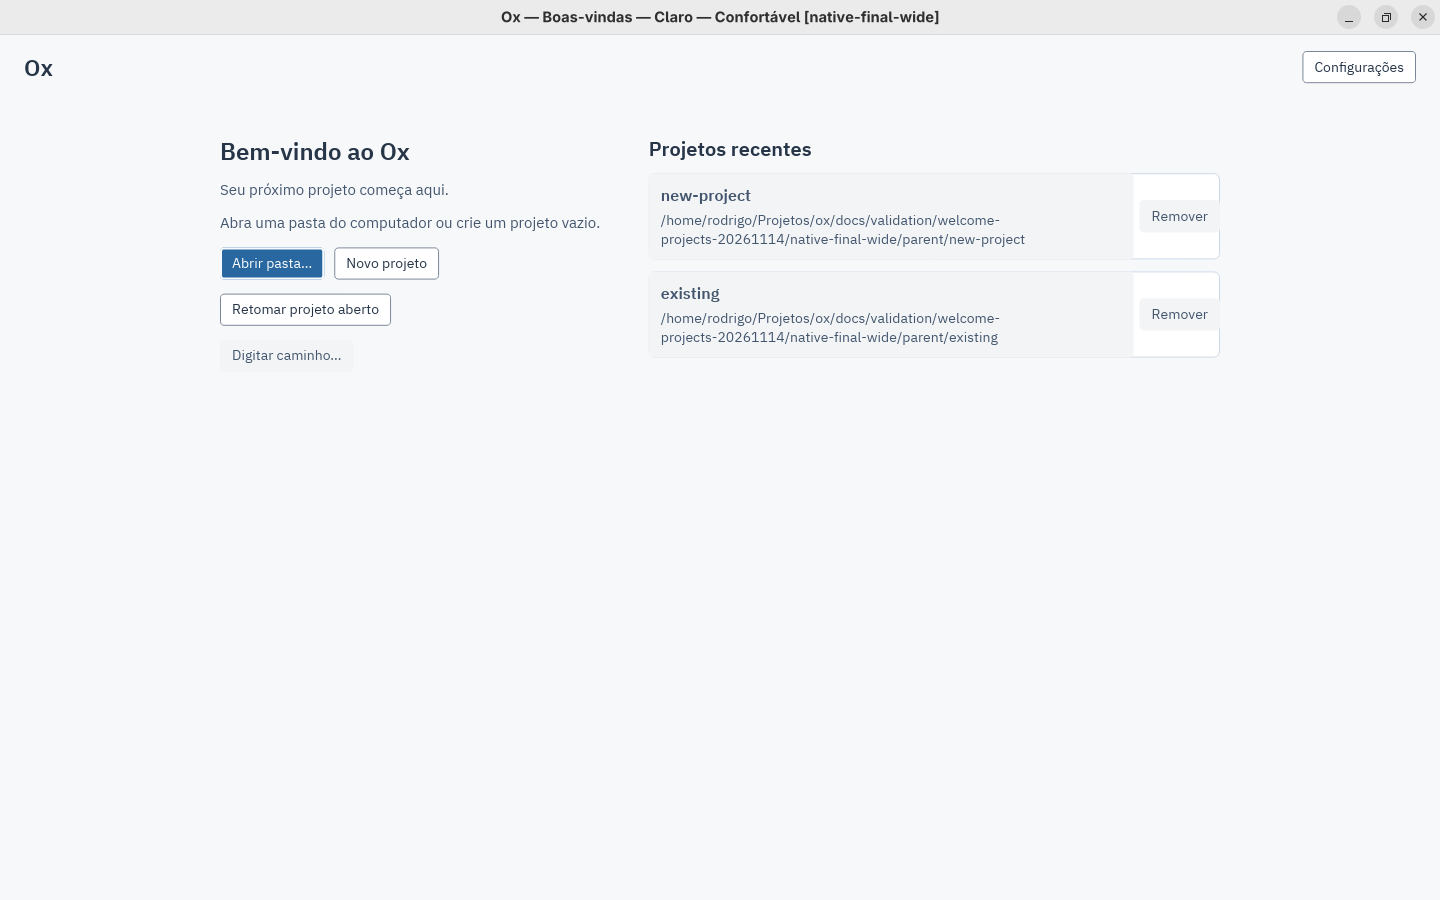 Ox — Boas-vindas — Claro — Confortável [native-final-wide]
Ox
Configurações
Bem-vindo ao Ox
Seu próximo projeto começa aqui.
Abra uma pasta do computador ou crie um projeto vazio.
Abrir pasta...
Novo projeto
Retomar projeto aberto
Digitar caminho...
Projetos recentes
new-project
/home/rodrigo/Projetos/ox/docs/validation/welcome-
projects-20261114/native-final-wide/parent/new-project
Remover
existing
/home/rodrigo/Projetos/ox/docs/validation/welcome-
projects-20261114/native-final-wide/parent/existing
Remover